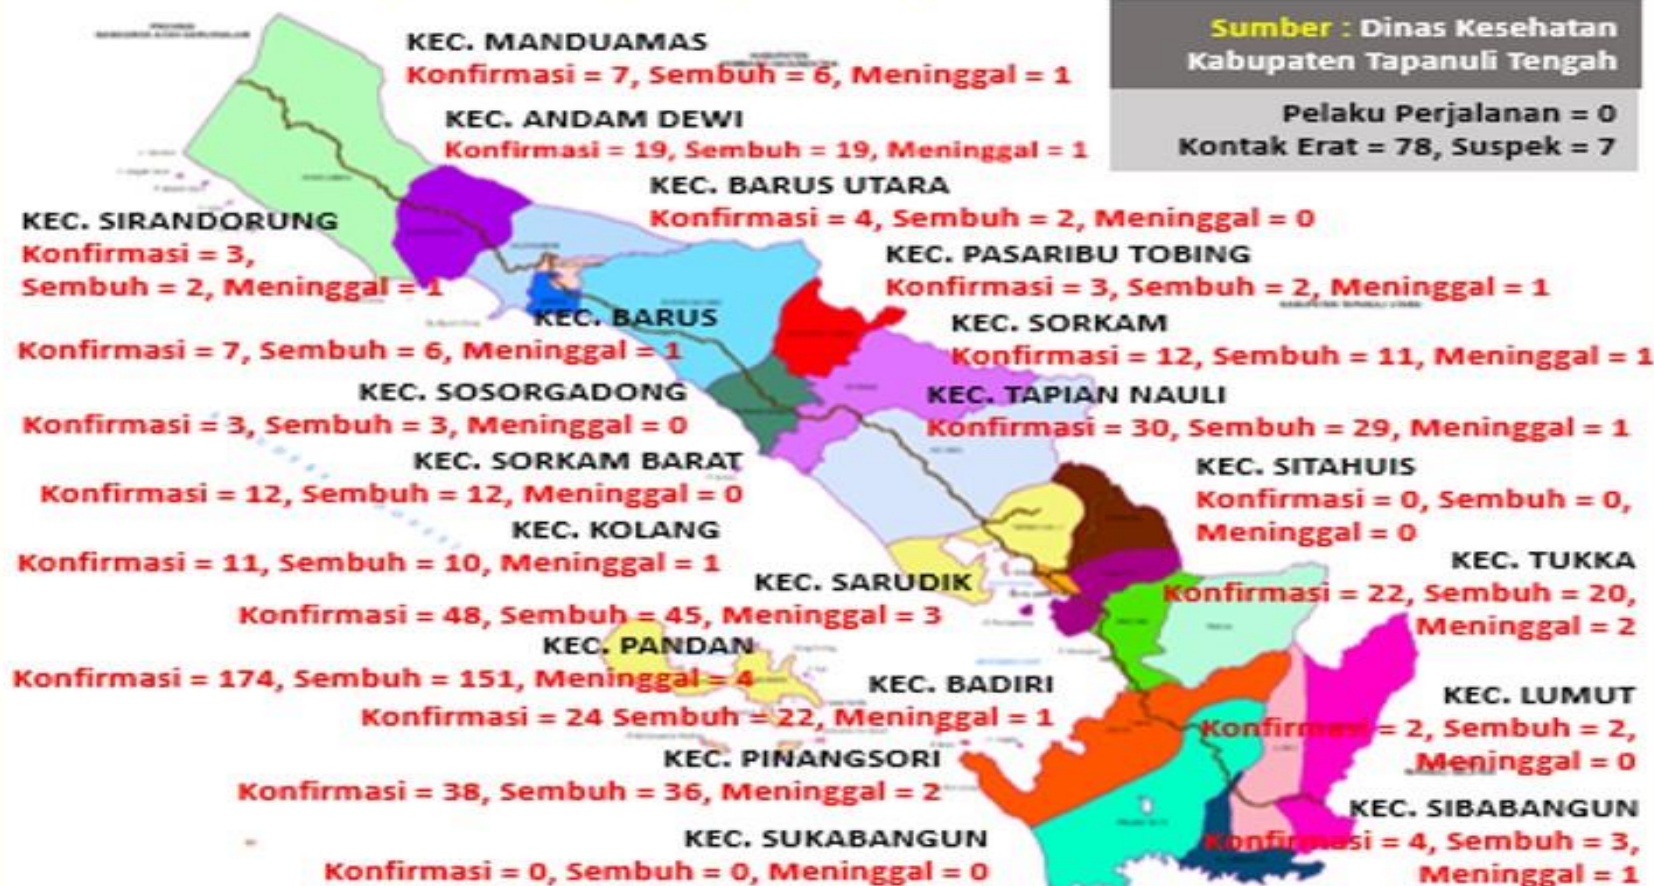 Sumber : Dinas Kesehatan
Kabupaten Tapanuli Tengah
Pelaku Perjalanan = 0
Kontak Erat = 78, Suspek = 7
KEC. MANDUAMAS
Konfirmasi = 7, Sembuh = 6, Meninggal = 1
KEC. ANDAM DEWI
Konfirmasi = 19, Sembuh = 19, Meninggal = 1
KEC. BARUS UTARA
Konfirmasi = 4, Sembuh = 2, Meninggal = 0
KEC. SIRANDORUNG
Konfirmasi = 3,
Sembuh = 2, Meninggal = 1
KEC. PASARIBU TOBING
Konfirmasi = 3, Sembuh = 2, Meninggal = 1
KEC. BARUS
Konfirmasi = 7, Sembuh = 6, Meninggal = 1
KEC. SORKAM
Konfirmasi = 12, Sembuh = 11, Meninggal = 1
KEC. SOSORGADONG
Konfirmasi = 3, Sembuh = 3, Meninggal = 0
KEC. TAPIAN NAULI
Konfirmasi = 30, Sembuh = 29, Meninggal = 1
KEC. SORKAM BARAT
Konfirmasi = 12, Sembuh = 12, Meninggal = 0
KEC. SITAHUIS
Konfirmasi = 0, Sembuh = 0,
Meninggal = 0
KEC. KOLANG
Konfirmasi = 11, Sembuh = 10, Meninggal = 1
KEC. TUKKA
Konfirmasi = 22, Sembuh = 20,
Meninggal = 2
KEC. SARUDIK
Konfirmasi = 48, Sembuh = 45, Meninggal = 3
KEC. PANDAN
Konfirmasi = 174, Sembuh = 151, Meninggal = 4
KEC. BADIRI
Konfirmasi = 24 Sembuh = 22, Meninggal = 1
KEC. LUMUT
Konfirmasi = 2, Sembuh = 2,
Meninggal = 0
KEC. PINANGSORI
Konfirmasi = 38, Sembuh = 36, Meninggal = 2
KEC. SIBABANGUN
Konfirmasi = 4, Sembuh = 3,
Meninggal = 1
KEC. SUKABANGUN
Konfirmasi = 0, Sembuh = 0, Meninggal = 0